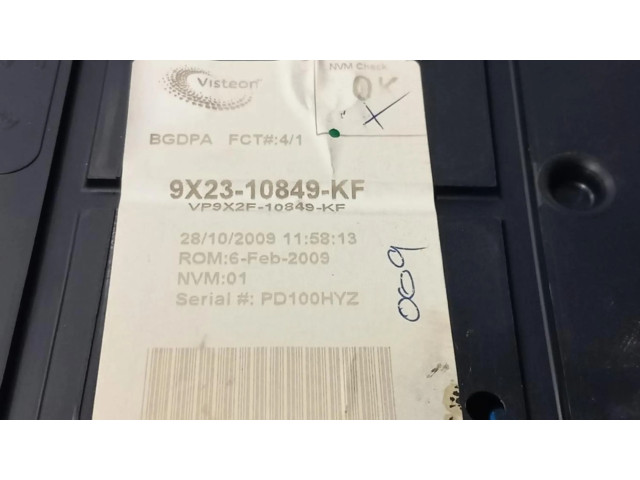 Visteon
NVM Check
OK
X
BGDPA FCT#:4/1
9X23-10849-KF
VP9X2F-10849-KF
28/10/2009 11:58:13
ROM:6-Feb-2009
NVM:01
Serial #: PD100HYZ
009